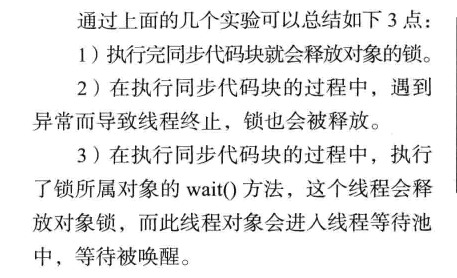 通过上面的几个实验可以总结如下3点：
1）执行完同步代码块就会释放对象的锁。
2）在执行同步代码块的过程中，遇到
异常而导致线程终止，锁也会被释放。
3）在执行同步代码块的过程中，执行
了锁所属对象的 wait() 方法，这个线程会释
放对象锁，而此线程对象会进入线程等待池
中，等待被唤醒。